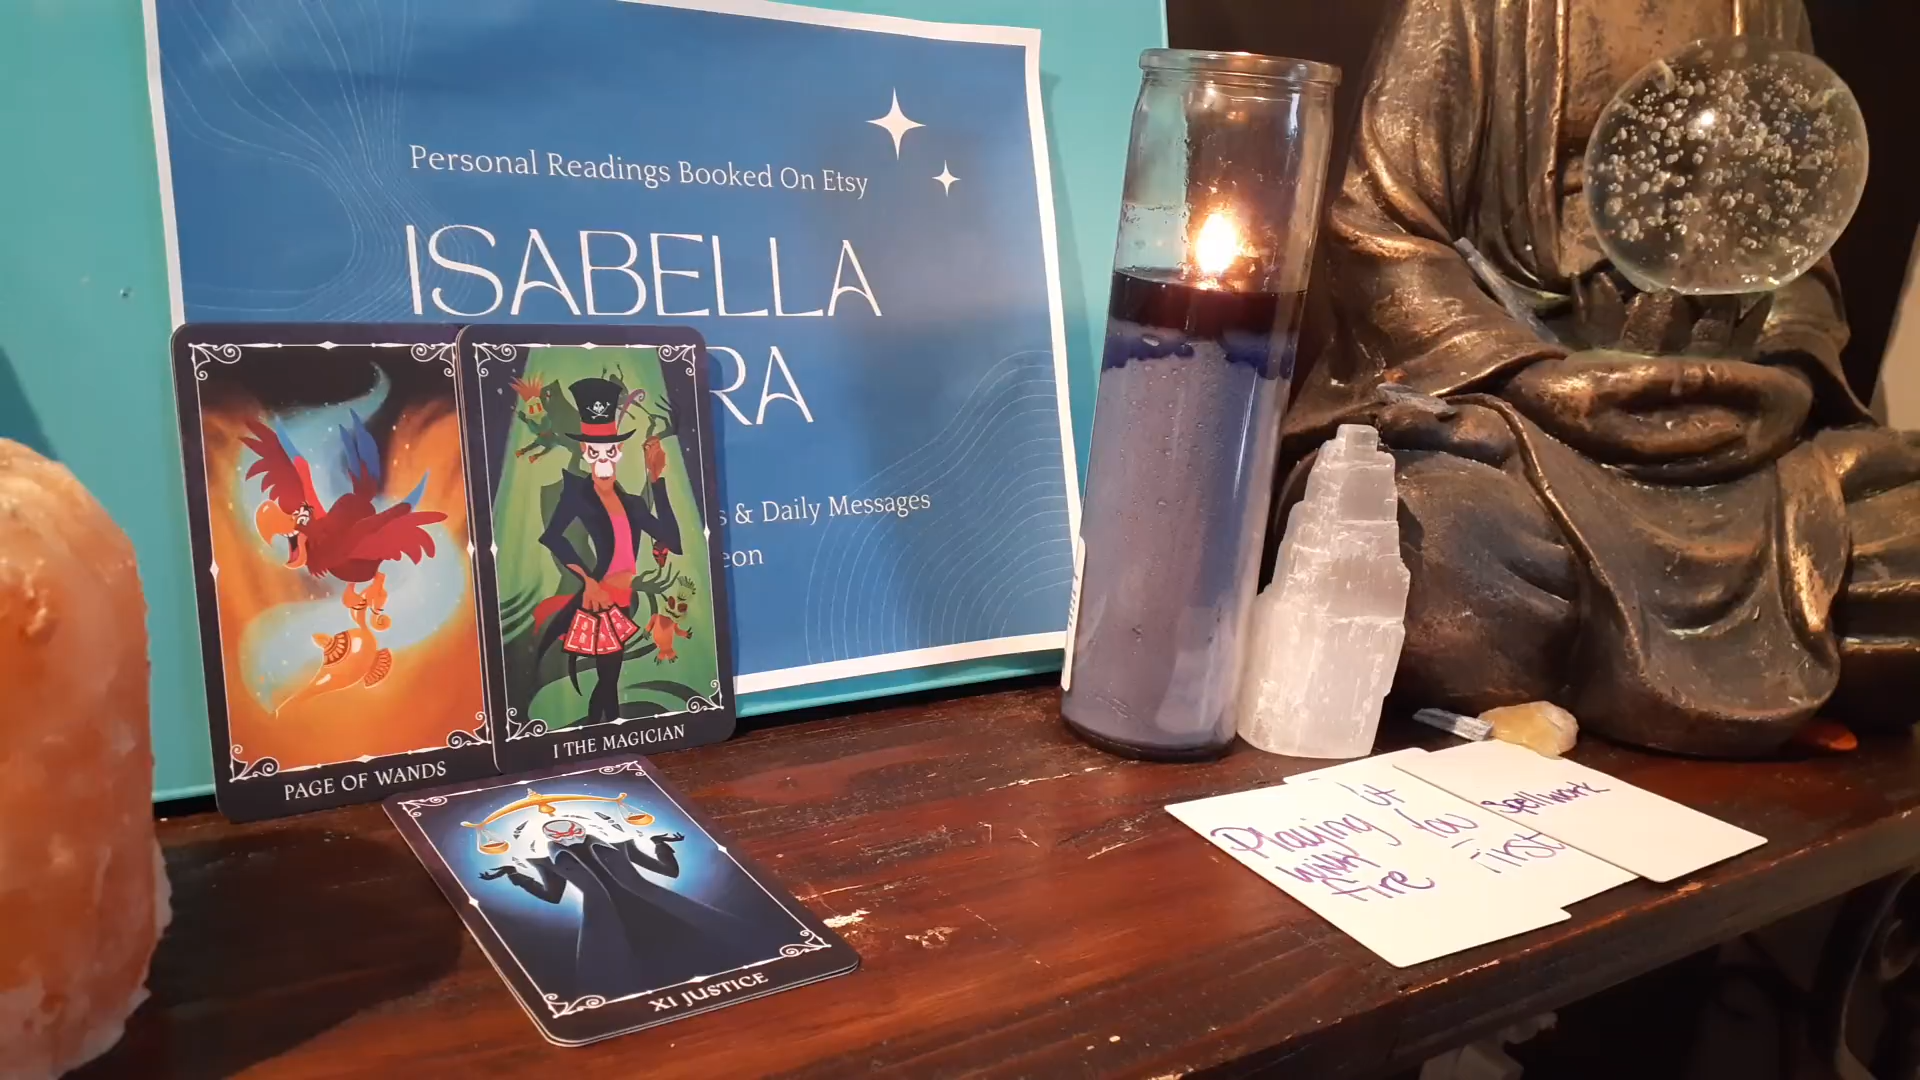 Personal Readings Booked On Etsy
ISABELLA
RA
s & Daily Messages
eon
PAGE OF WANDS
I THE MAGICIAN
XI JUSTICE
Playing
With
Fire
You
First
Spellwork